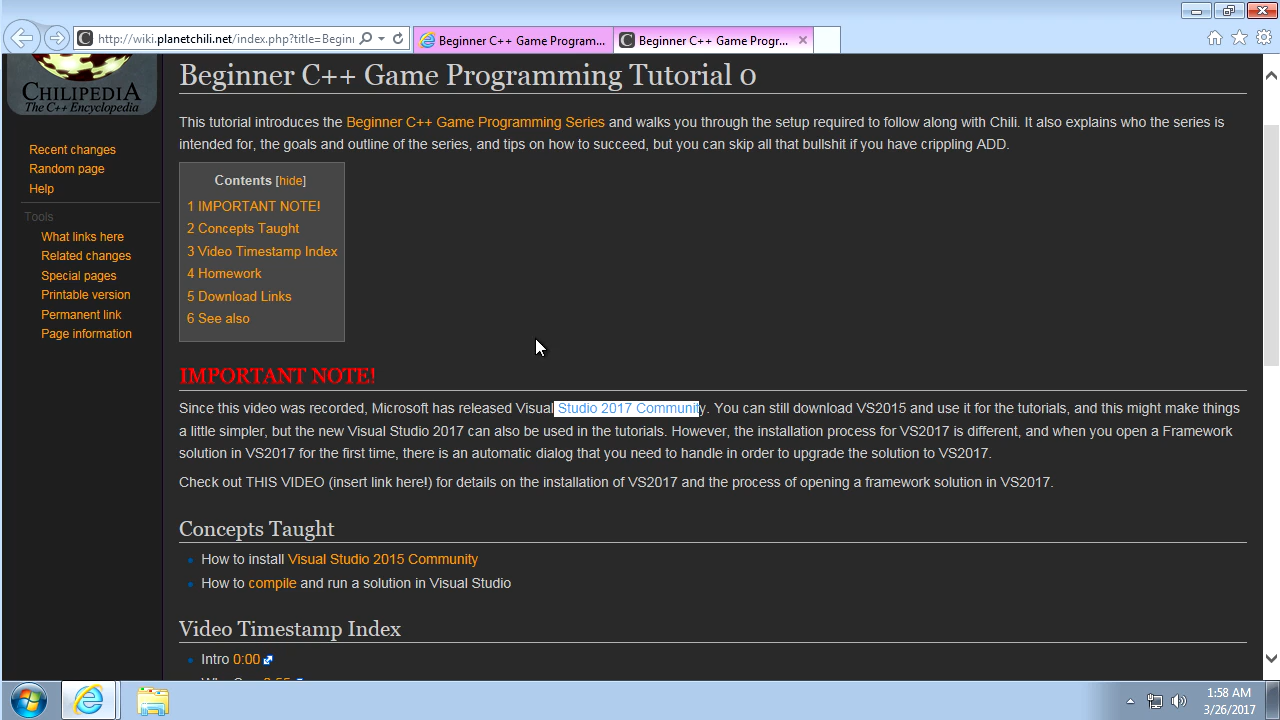 http://wiki.planetchili.net/index.php?title=Beginn
Beginner C++ Game Program...
Beginner C++ Game Progr...
CHILIPEDIA
The C++ Encyclopedia
Recent changes
Random page
Help
Tools
What links here
Related changes
Special pages
Printable version
Permanent link
Page information
Beginner C++ Game Programming Tutorial 0
This tutorial introduces the Beginner C++ Game Programming Series and walks you through the setup required to follow along with Chili. It also explains who the series is
intended for, the goals and outline of the series, and tips on how to succeed, but you can skip all that bullshit if you have crippling ADD.
Contents [hide]
1 IMPORTANT NOTE!
2 Concepts Taught
3 Video Timestamp Index
4 Homework
5 Download Links
6 See also
IMPORTANT NOTE!
Since this video was recorded, Microsoft has released Visual Studio 2017 Community. You can still download VS2015 and use it for the tutorials, and this might make things
a little simpler, but the new Visual Studio 2017 can also be used in the tutorials. However, the installation process for VS2017 is different, and when you open a Framework
solution in VS2017 for the first time, there is an automatic dialog that you need to handle in order to upgrade the solution to VS2017.
Check out THIS VIDEO (insert link here!) for details on the installation of VS2017 and the process of opening a framework solution in VS2017.
Concepts Taught
How to install Visual Studio 2015 Community
How to compile and run a solution in Visual Studio
Video Timestamp Index
Intro 0:00
1:58 AM
3/26/2017